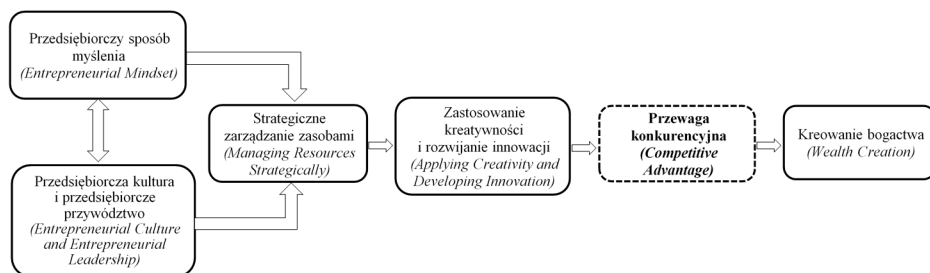 Przedsiębiorczy sposób
myślenia
(Entrepreneurial Mindset)
Przedsiębiorcza kultura
i przedsiębiorcze
przywództwo
(Entrepreneurial Culture
and Entrepreneurial
Leadership)
Strategiczne
zarządzanie zasobami
(Managing Resources
Strategically)
Zastosowanie
kreatywności
i rozwijanie innowacji
(Applying Creativity and
Developing Innovation)
Przewaga
konkurencyjna
(Competitive
Advantage)
Kreowanie bogactwa
(Wealth Creation)